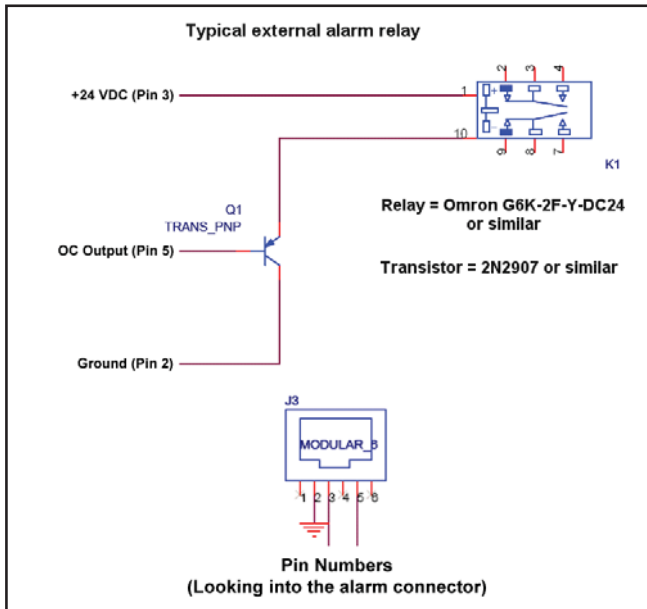 Typical external alarm relay
2 3 4
+24 VDC (Pin 3)
1
+
-
10
9 8 7
K1
Q1
TRANS_PNP
Relay = Omron G6K-2F-Y-DC24
or similar
OC Output (Pin 5)
Transistor = 2N2907 or similar
Ground (Pin 2)
J3
MODULAR_6
1 2 3 4 5 6
Pin Numbers
(Looking into the alarm connector)